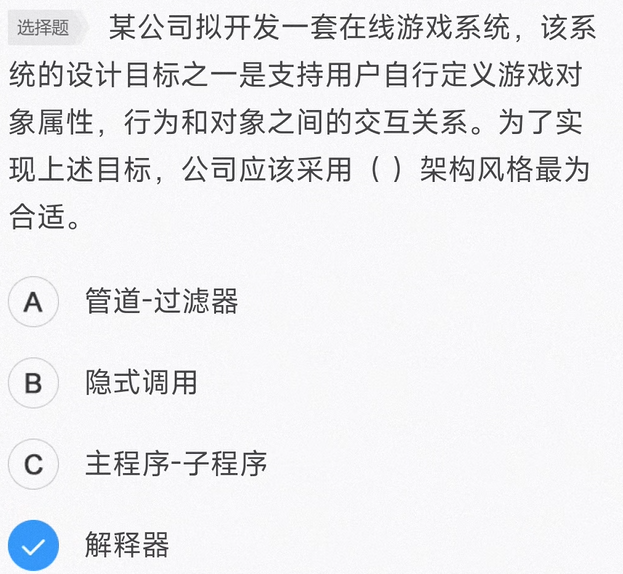 选择题 某公司拟开发一套在线游戏系统，该系
统的设计目标之一是支持用户自行定义游戏对
象属性，行为和对象之间的交互关系。为了实
现上述目标，公司应该采用（ ）架构风格最为
合适。
A 管道-过滤器
B 隐式调用
C 主程序-子程序
解释器